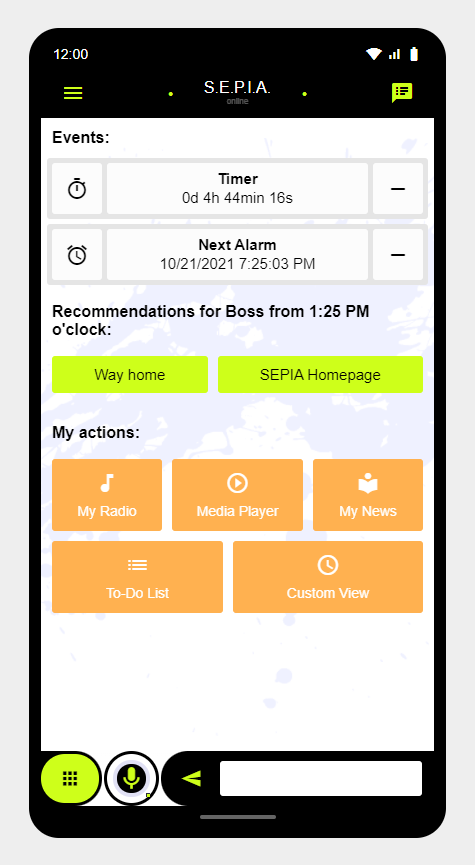 12:00
S.E.P.I.A.
online
Events:
Timer
0d 4h 44min 16s
Next Alarm
10/21/2021 7:25:03 PM
Recommendations for Boss from 1:25 PM
o'clock:
Way home
SEPIA Homepage
My actions:
My Radio
Media Player
My News
To-Do List
Custom View